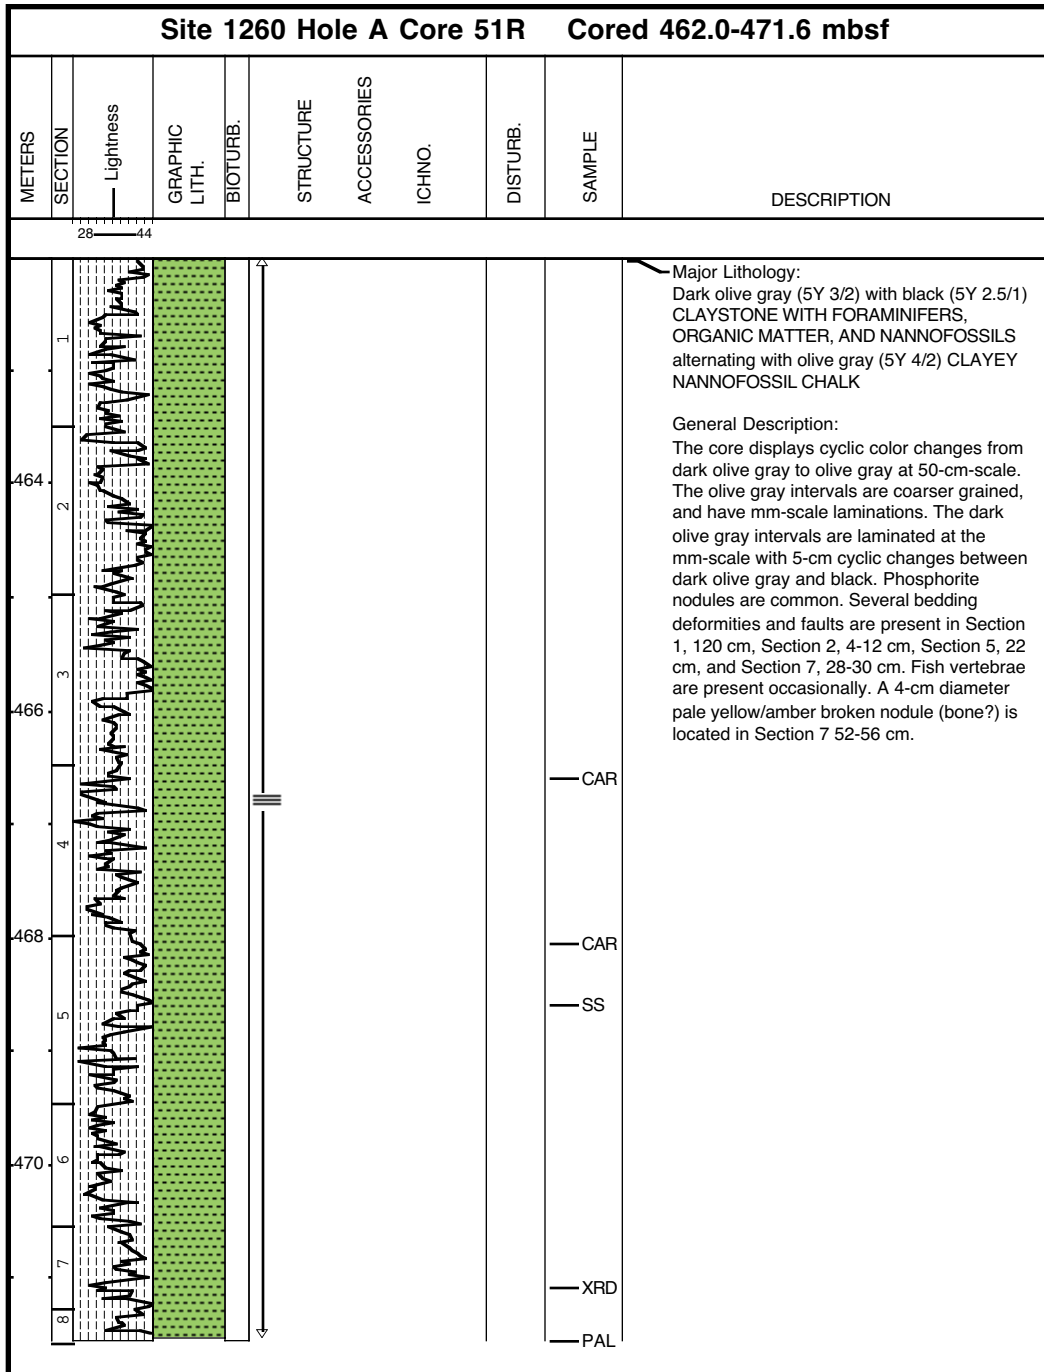 Site 1260 Hole A Core 51R Cored 462.0-471.6 mbsf
METERS
SECTION
Lightness
GRAPHIC
LITH.
BIOTURB.
STRUCTURE
ACCESSORIES
ICHNO.
DISTURB.
SAMPLE
DESCRIPTION
28 44
1
2
3
4
5
6
7
8
464
466
468
470
CAR
CAR
SS
XRD
PAL
Major Lithology:
Dark olive gray (5Y 3/2) with black (5Y 2.5/1)
CLAYSTONE WITH FORAMINIFERS,
ORGANIC MATTER, AND NANNOFOSSILS
alternating with olive gray (5Y 4/2) CLAYEY
NANNOFOSSIL CHALK
General Description:
The core displays cyclic color changes from
dark olive gray to olive gray at 50-cm-scale.
The olive gray intervals are coarser grained,
and have mm-scale laminations. The dark
olive gray intervals are laminated at the
mm-scale with 5-cm cyclic changes between
dark olive gray and black. Phosphorite
nodules are common. Several bedding
deformities and faults are present in Section
1, 120 cm, Section 2, 4-12 cm, Section 5, 22
cm, and Section 7, 28-30 cm. Fish vertebrae
are present occasionally. A 4-cm diameter
pale yellow/amber broken nodule (bone?) is
located in Section 7 52-56 cm.